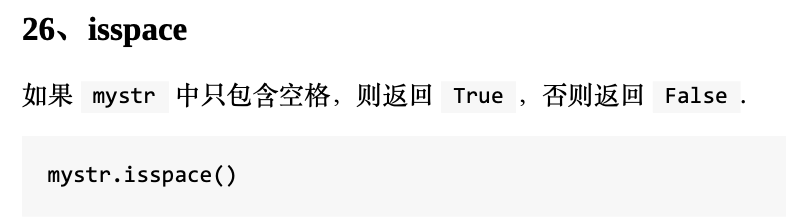 26、isspace
如果 mystr 中只包含空格，则返回 True ，否则返回 False .
mystr.isspace()